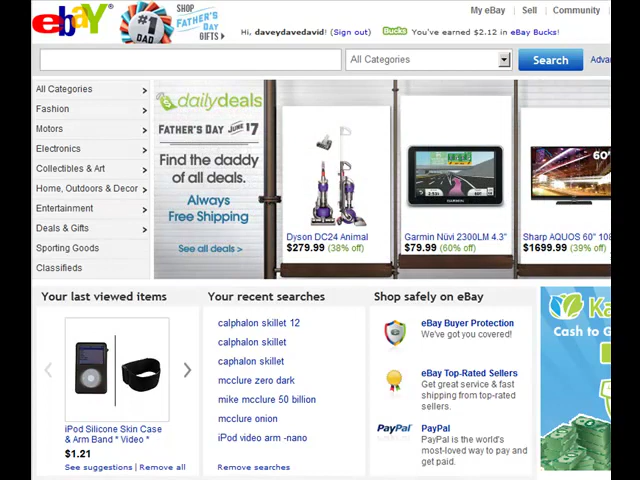 ebaY®
#1 DAD
SHOP
FATHER'S
DAY
GIFTS
My eBay | Sell | Community
Hi, daveydavedavid! (Sign out)
Bucks You've earned $2.12 in eBay Bucks!
All Categories
Search
All Categories
Fashion
Motors
Electronics
Collectibles & Art
Home, Outdoors & Decor
Entertainment
Deals & Gifts
Sporting Goods
Classifieds
dailydeals
FATHER'S DAY JUNE 17
Find the daddy
of all deals.
Always
Free Shipping
See all deals >
Dyson DC24 Animal
$279.99 (38% off)
GARMIN
Garmin Nüvi 2300LM 4.3"
$79.99 (60% off)
60"
Sharp AQUOS 60" 108
$1699.99 (39% off)
Your last viewed items
iPod Silicone Skin Case
& Arm Band * Video *
$1.21
See suggestions | Remove all
Your recent searches
calphalon skillet 12
calphalon skillet
caphalon skillet
mcclure zero dark
mike mcclure 50 billion
mcclure onion
iPod video arm -nano
Remove searches
Shop safely on eBay
eBay Buyer Protection
We've got you covered!
eBay Top-Rated Sellers
Get great service & fast
shipping from top-rated
sellers.
PayPal
PayPal
PayPal is the world's
most-loved way to pay and
get paid.
Cash to G